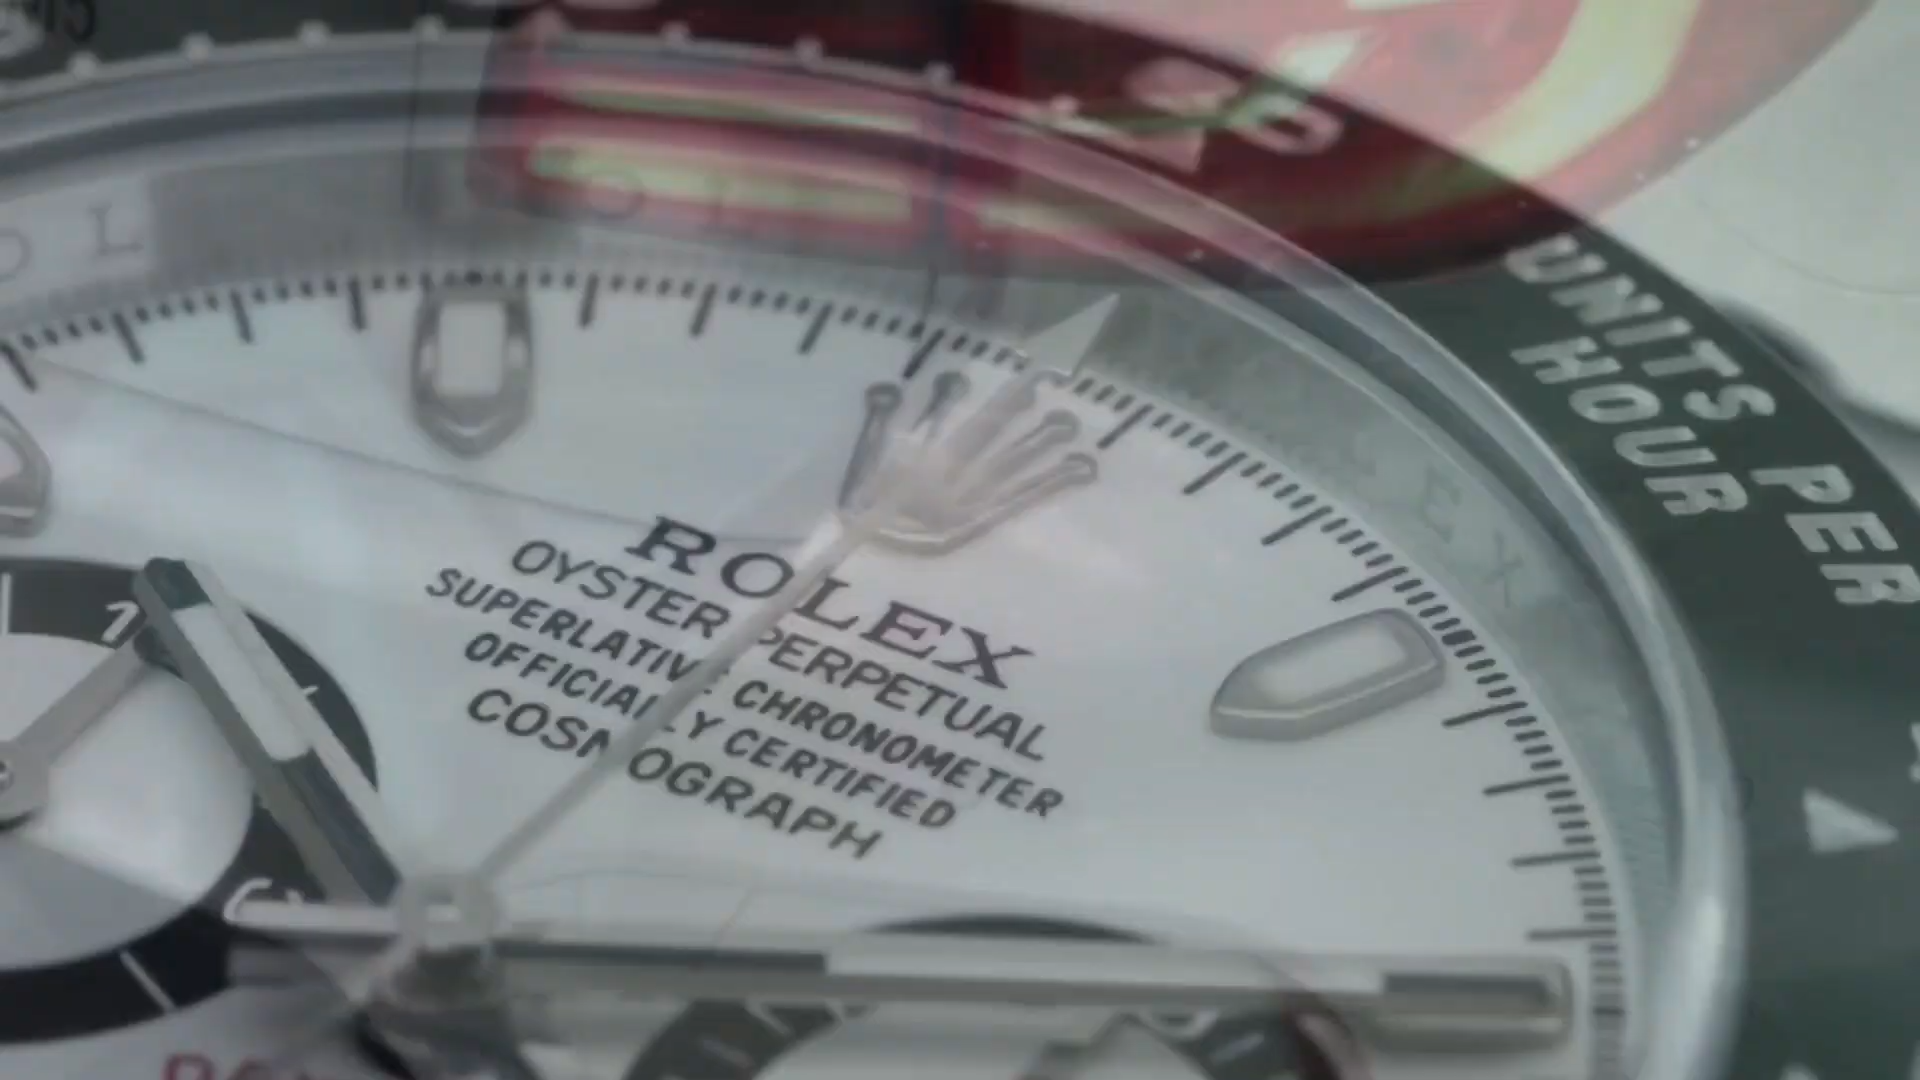 ROLEX
OYSTER PERPETUAL
SUPERLATIVE CHRONOMETER
OFFICIALLY CERTIFIED
COSMOGRAPH
UNITS PER
HOUR